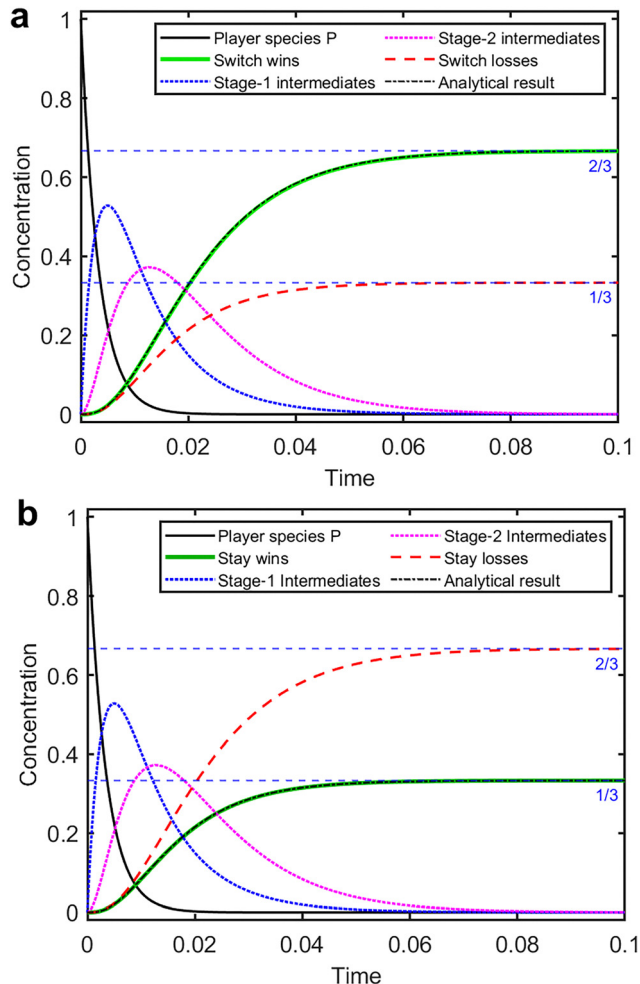 a
1
Player species P Stage-2 intermediates
Switch wins Switch losses
Stage-1 intermediates Analytical result
0.8
0.6
2/3
0.4
1/3
0.2
0
Concentration
0 0.02 0.04 0.06 0.08 0.1
Time
b
1
Player species P Stage-2 Intermediates
Stay wins Stay losses
Stage-1 Intermediates Analytical result
0.8
0.6
2/3
0.4
1/3
0.2
0
Concentration
0 0.02 0.04 0.06 0.08 0.1
Time